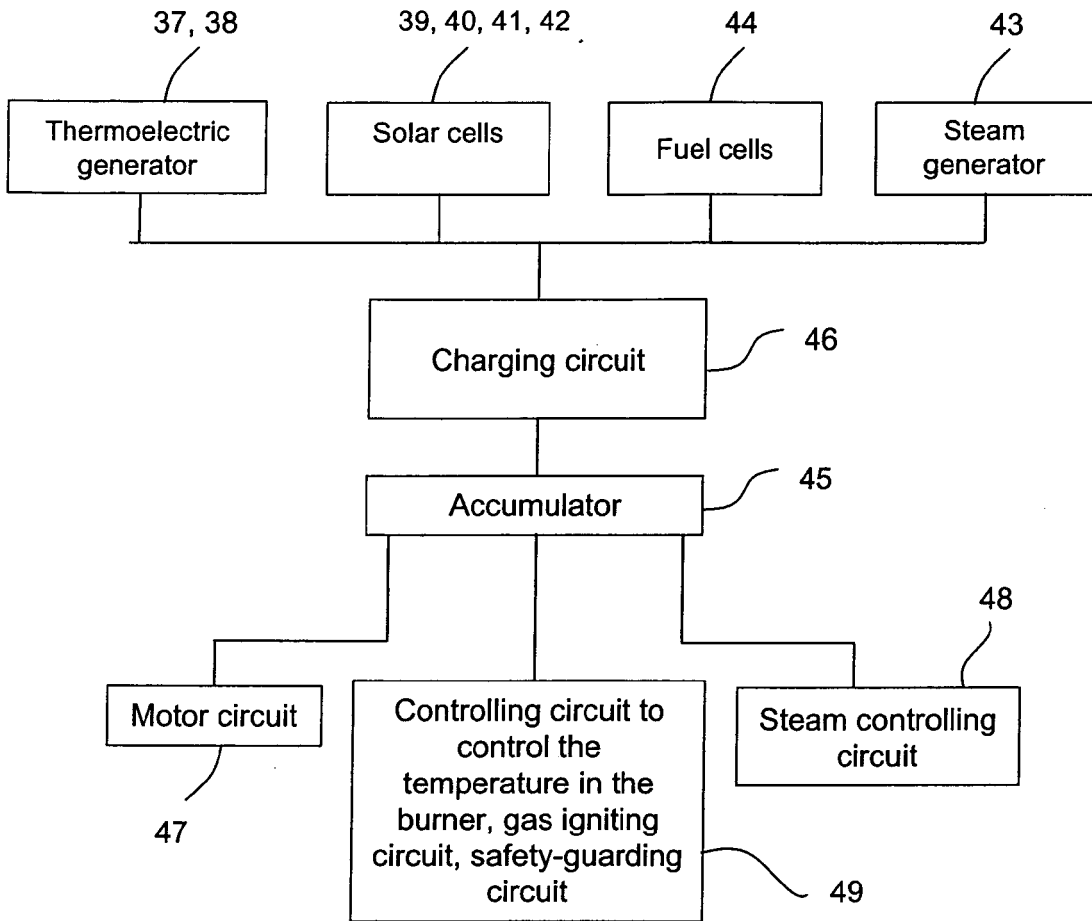 37, 38
39, 40, 41, 42
44
43
Thermoelectric
generator
Solar cells
Fuel cells
Steam
generator
Charging circuit
46
Accumulator
45
48
Motor circuit
47
Controlling circuit to
control the
temperature in the
burner, gas igniting
circuit, safety-guarding
circuit
49
Steam controlling
circuit